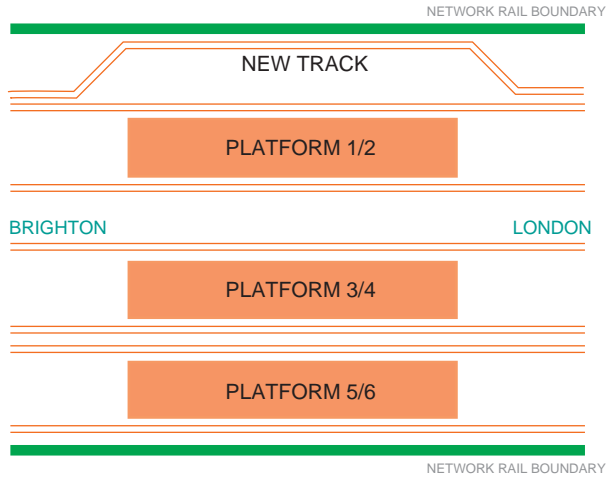 NETWORK RAIL BOUNDARY
NEW TRACK
PLATFORM 1/2
BRIGHTON
LONDON
PLATFORM 3/4
PLATFORM 5/6
NETWORK RAIL BOUNDARY